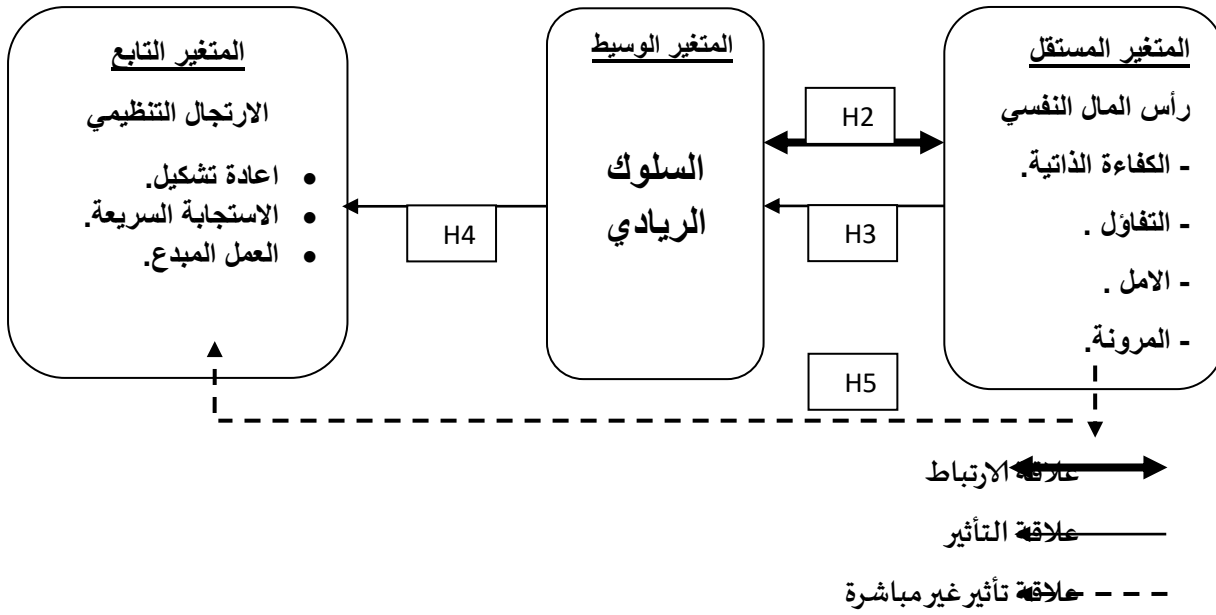 المتغير المستقل
رأس المال النفسي
- الكفاءة الذاتية.
- التفاؤل .
- الامل .
- المرونة.
H2
H3
المتغير الوسيط
السلوك
الريادي
H4
المتغير التابع
الارتجال التنظيمي
• اعادة تشكيل.
• الاستجابة السريعة.
• العمل المبدع.
H5
علاقة الارتباط
علاقة التأثير
علاقة تأثير غير مباشرة